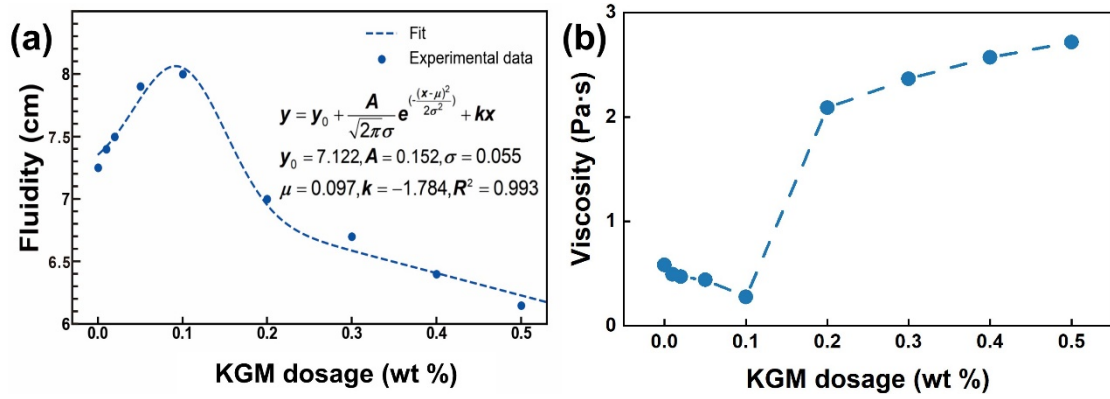 (a)
Fluidity (cm)
8
7.5
7
6.5
6
Fit
Experimental data
y = y₀ + A/(√2πσ) e^(-(x-μ)²/2σ²) + kx
y₀ = 7.122, A = 0.152, σ = 0.055
μ = 0.097, k = −1.784, R² = 0.993
0.0 0.1 0.2 0.3 0.4 0.5
KGM dosage (wt %)
(b)
Viscosity (Pa·s)
3
2
1
0
0.0 0.1 0.2 0.3 0.4 0.5
KGM dosage (wt %)